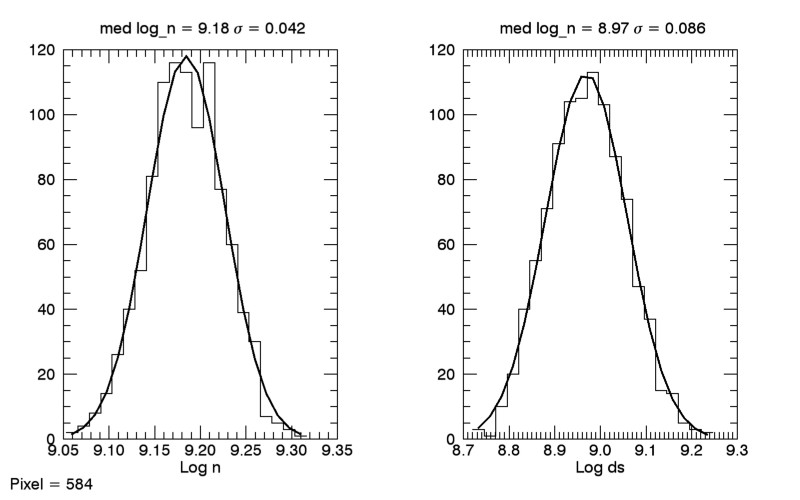 med log_n = 9.18 σ = 0.042
120
100
80
60
40
20
0
9.05 9.10 9.15 9.20 9.25 9.30 9.35
Log n
med log_n = 8.97 σ = 0.086
120
100
80
60
40
20
0
8.7 8.8 8.9 9.0 9.1 9.2 9.3
Log ds
Pixel = 584